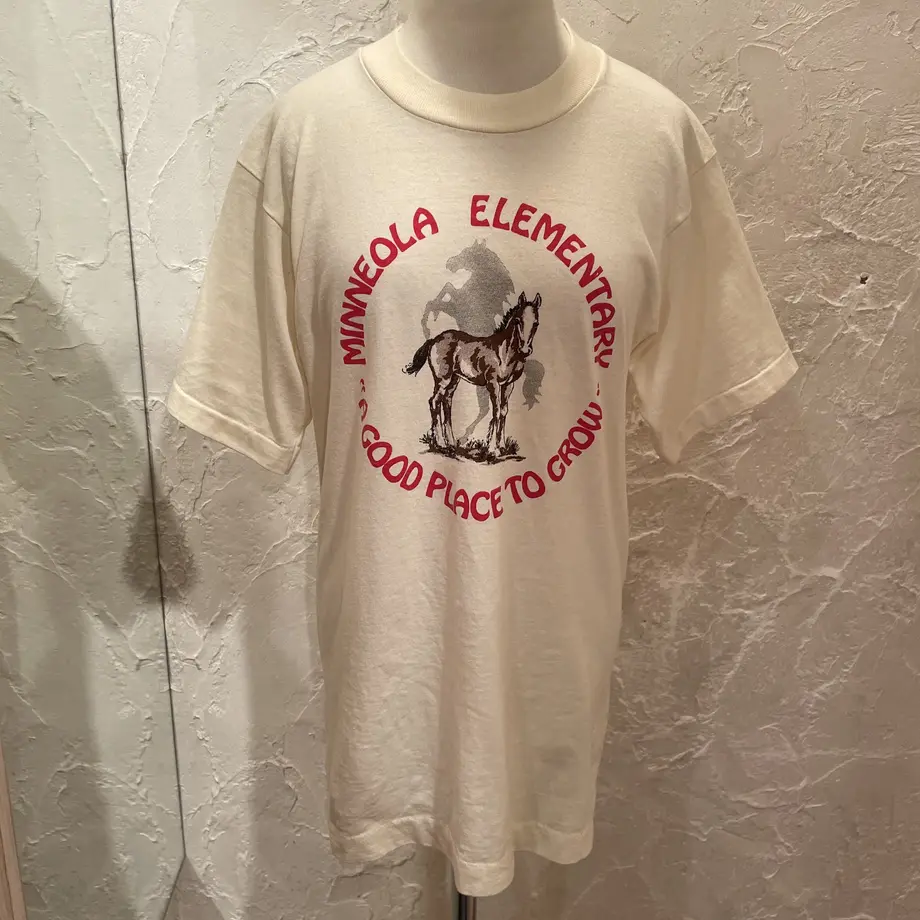 MINNEOLA ELEMENTARY
- A GOOD PLACE TO GROW -